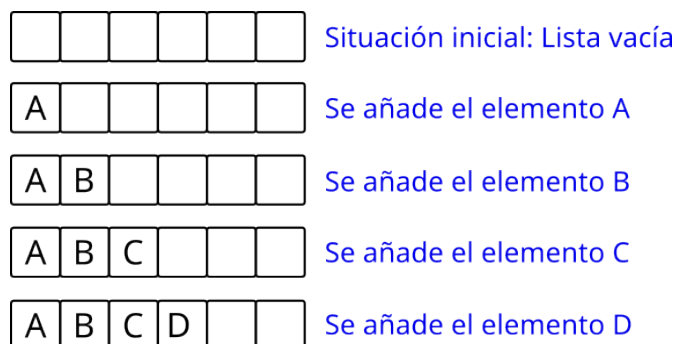 Situación inicial: Lista vacía
A Se añade el elemento A
A B Se añade el elemento B
A B C Se añade el elemento C
A B C D Se añade el elemento D